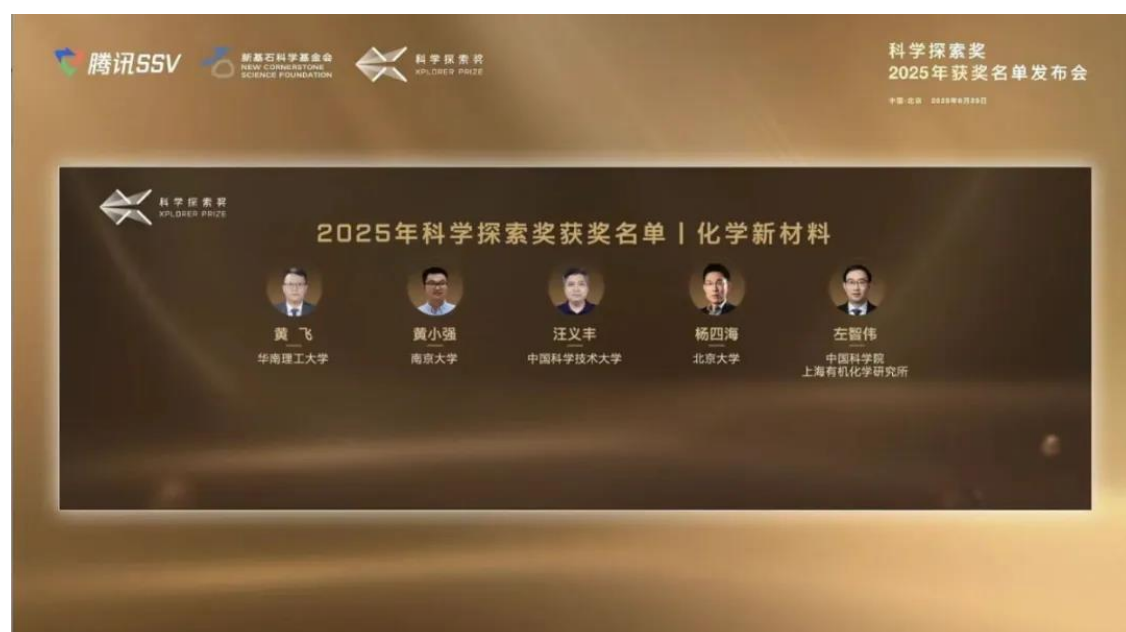 腾讯SSV
新基石科学基金会
NEW CORNERSTONE
SCIENCE FOUNDATION
科学探索奖
XPLORER PRIZE
科学探索奖
2025年获奖名单发布会
科学探索奖
XPLORER PRIZE
2025年科学探索奖获奖名单丨化学新材料
黄 飞
黄小强
汪义丰
杨四海
左智伟
华南理工大学
南京大学
中国科学技术大学
北京大学
中国科学院
上海有机化学研究所